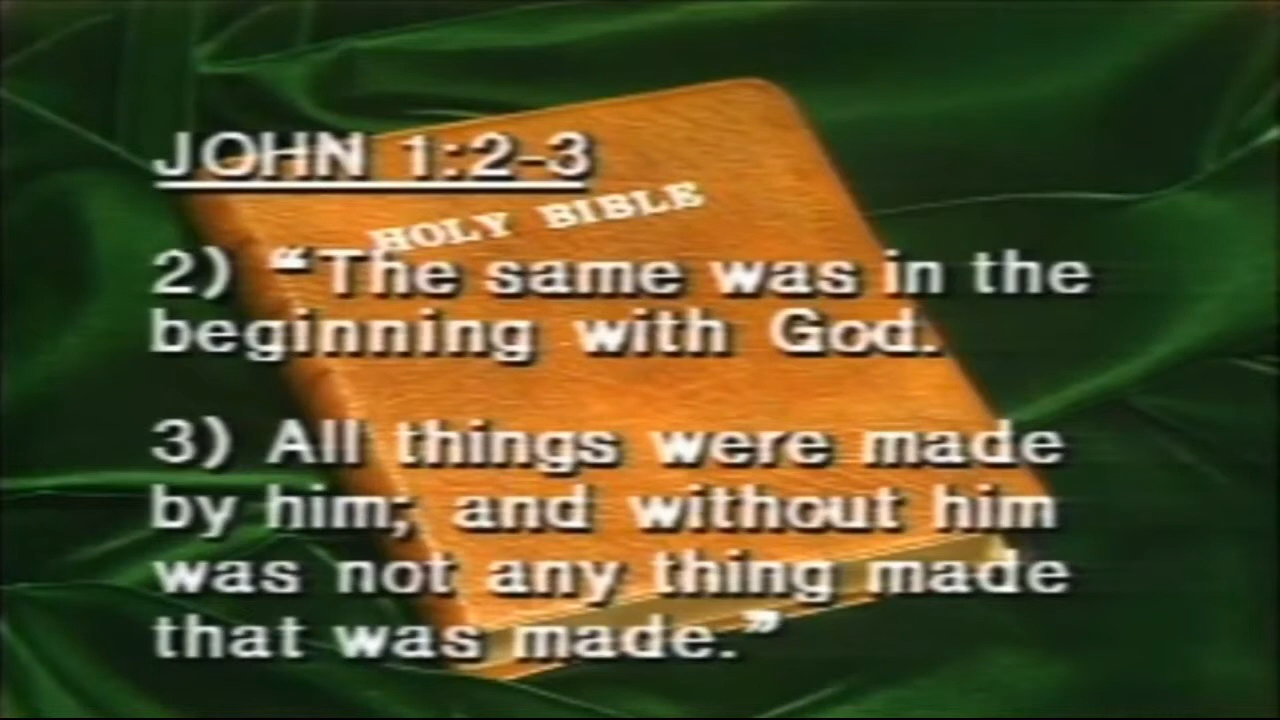 JOHN 1:2-3
HOLY BIBLE
2) “The same was in the
beginning with God.
3) All things were made
by him; and without him
was not any thing made
that was made.”